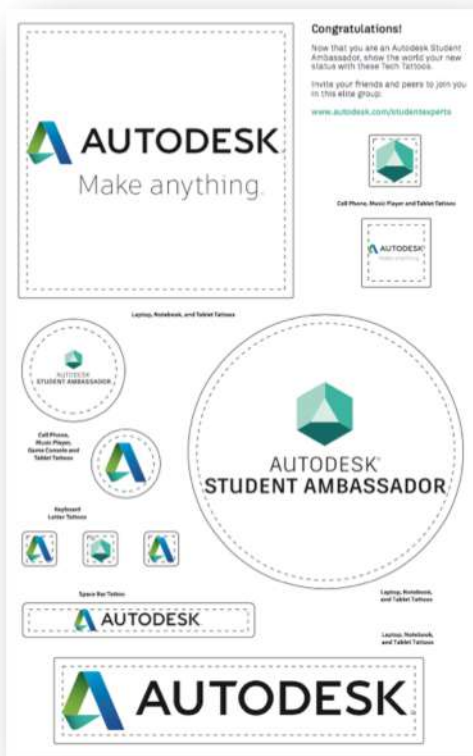 Congratulations!
Now that you are an Autodesk Student
Ambassador, show the world your new
status with these Tech Tattoos.
Invite your friends and peers to join you
in this elite group.
www.autodesk.com/studentexperts
AUTODESK
Make anything.
Cell Phone, Music Player and Tablet Tattoos
AUTODESK
Make anything
Laptop, Notebook, and Tablet Tattoos
AUTODESK
STUDENT AMBASSADOR
Cell Phone,
Music Player,
Game Console and
Tablet Tattoos
AUTODESK
STUDENT AMBASSADOR
Keyboard
Letter Tattoos
Laptop, Notebook,
and Tablet Tattoos
Space Bar Tattoo
AUTODESK
Laptop, Notebook,
and Tablet Tattoos
AUTODESK